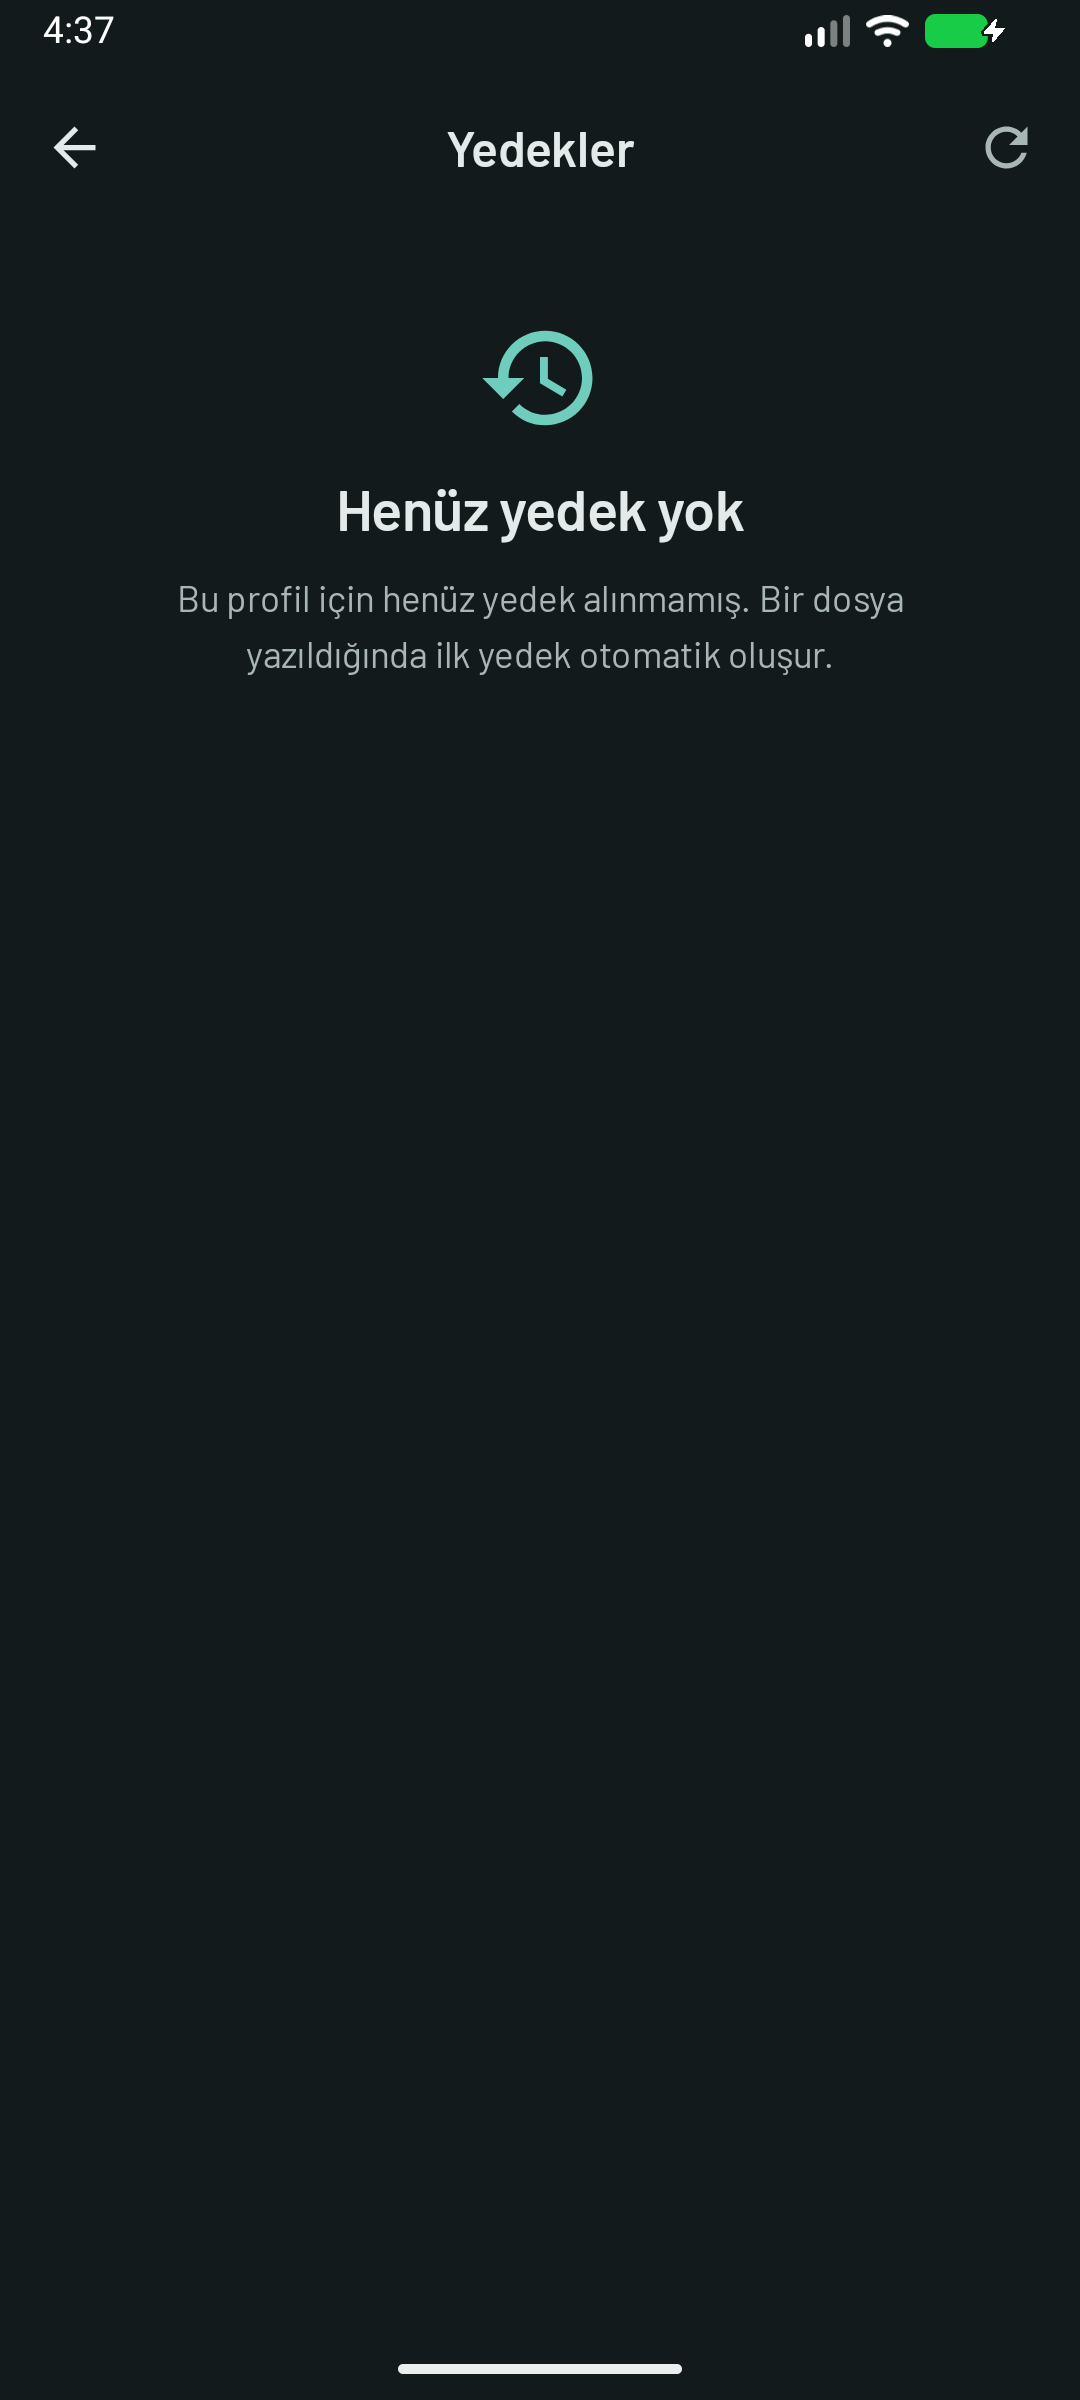 4:37
Yedekler
Henüz yedek yok
Bu profil için henüz yedek alınmamış. Bir dosya
yazıldığında ilk yedek otomatik oluşur.